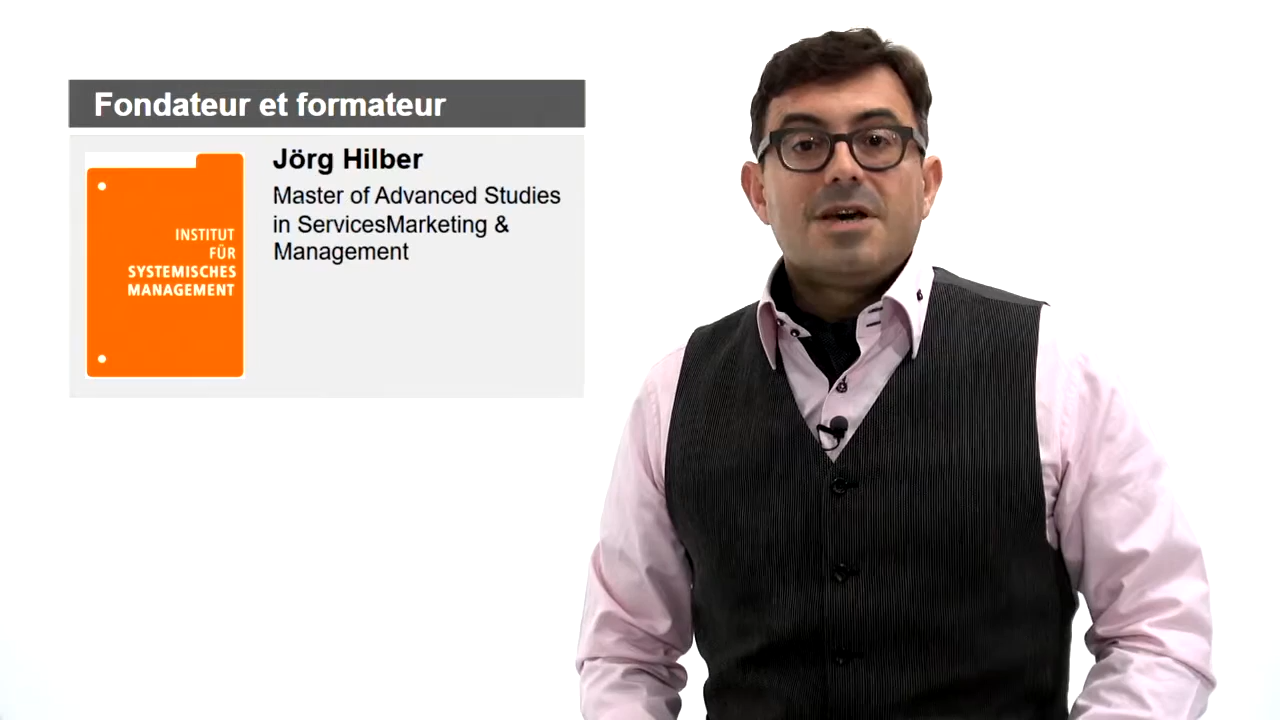 Fondateur et formateur
INSTITUT
FÜR
SYSTEMISCHES
MANAGEMENT
Jörg Hilber
Master of Advanced Studies
in ServicesMarketing &
Management